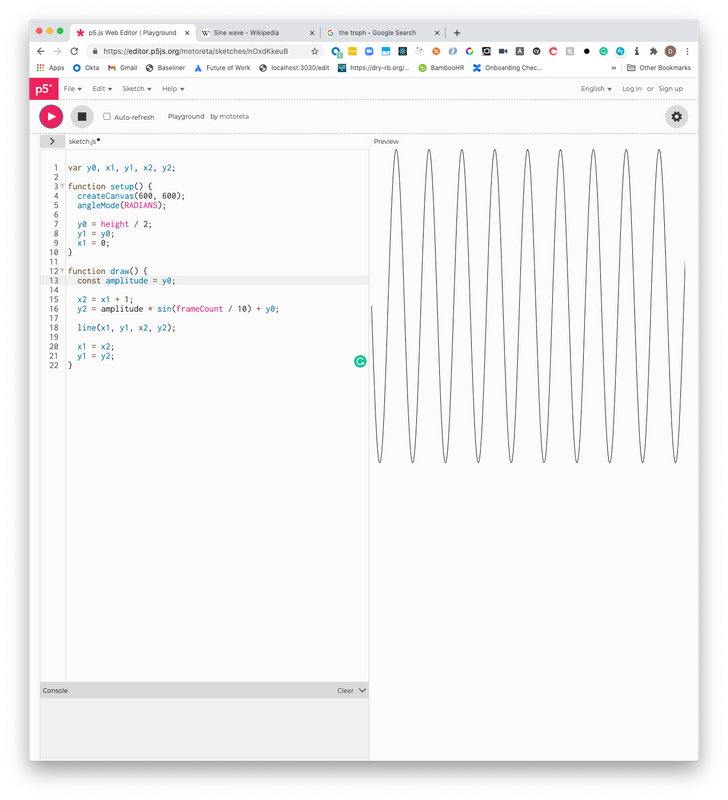 p5.js Web Editor | Playground
Sine wave - Wikipedia
the troph - Google Search
https://editor.p5js.org/motoreta/sketches/nOxdKkeuB
Apps Okta Gmail Baseliner Future of Work localhost:3030/edit https://dry-rb.org/... BambooHR Onboarding Chec... » Other Bookmarks
p5* File Edit Sketch Help English Log in or Sign up
Auto-refresh Playground by motoreta
sketch.js
Preview
1 var y0, x1, y1, x2, y2;
2
3 function setup() {
4 createCanvas(600, 600);
5 angleMode(RADIANS);
6
7 y0 = height / 2;
8 y1 = y0;
9 x1 = 0;
10 }
11
12 function draw() {
13 const amplitude = y0;
14
15 x2 = x1 + 1;
16 y2 = amplitude * sin(frameCount / 10) + y0;
17
18 line(x1, y1, x2, y2);
19
20 x1 = x2;
21 y1 = y2;
22 }
Console
Clear